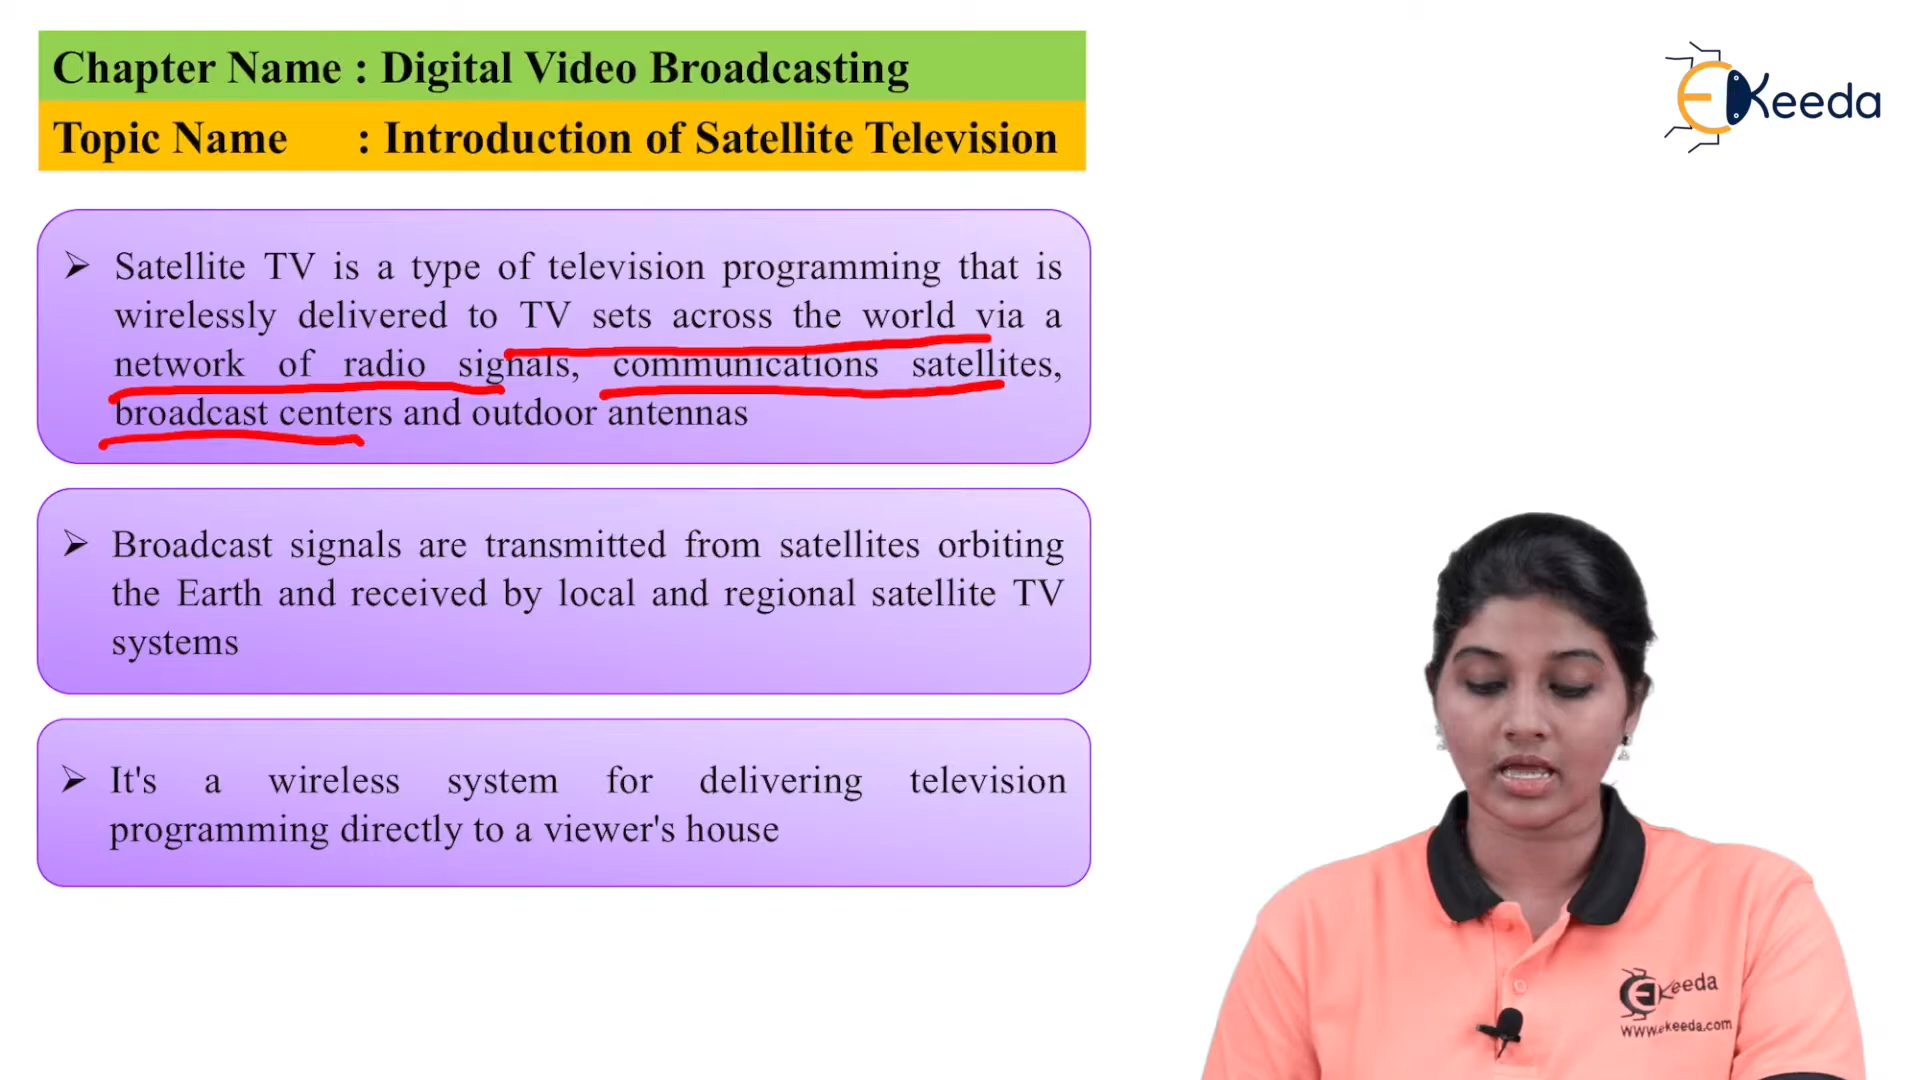 Chapter Name : Digital Video Broadcasting
Topic Name : Introduction of Satellite Television
EKeeda
➢ Satellite TV is a type of television programming that is
wirelessly delivered to TV sets across the world via a
network of radio signals, communications satellites,
broadcast centers and outdoor antennas
➢ Broadcast signals are transmitted from satellites orbiting
the Earth and received by local and regional satellite TV
systems
➢ It's a wireless system for delivering television
programming directly to a viewer's house
EKeeda
www.ekeeda.com